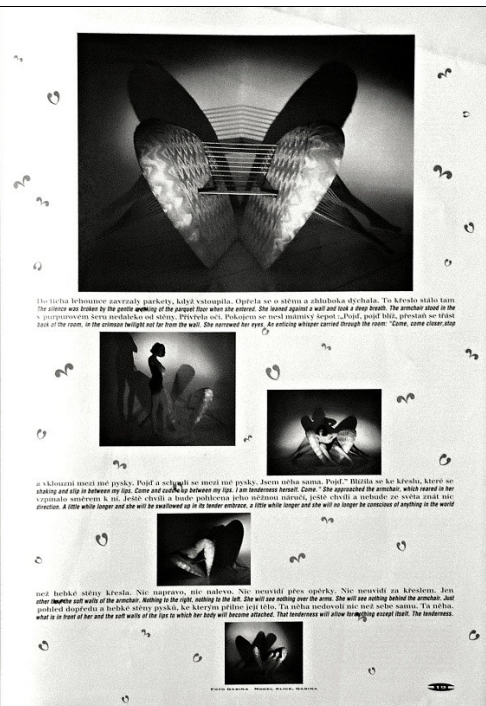 Do ticha lehounce zavrzaly parkety, když vstoupila. Opřela se o stěnu a zhluboka dýchala. To křeslo stálo tam
The silence was broken by the gentle of the parquet floor when she entered. She leaned against a wall and took a deep breath. The armchair stood in the
v purpurovém šeru nedaleko od stěny. Přivřela oči. Pokojem se nesl mámivý šepot :„Pojď, pojď blíž, přestaň se třást
back of the room, in the crimson twilight not far from the wall. She narrowed her eyes. An enticing whisper carried through the room: "Come, come closer, stop
a vklouzni mezi mé pysky. Pojď a schoulí se mezi mé pysky. Jsem něha sama. Pojď." Blížila se ke křeslu, které se
shaking and slip in between my lips. Come and up between my lips. I am tenderness herself. Come." She approached the armchair, which reared in her
vzpínalo směrem k ní. Ještě chvíli a bude pohlcena jeho něžnou náručí, ještě chvíli a nebude ze světa znát nic
direction. A little while longer and she will be swallowed up in its tender embrace, a little while longer and she will no longer be conscious of anything in the world
než hebké stěny křesla. Nic napravo, nic nalevo. Nic neuvidí přes opěrky. Nic neuvidí za křeslem. Jen
other the soft walls of the armchair. Nothing to the right, nothing to the left. She will see nothing over the arms. She will see nothing behind the armchair. Just
pohled dopředu a hebké stěny pysků, ke kterým přilne její tělo. Ta něha nedovolí nic než sebe samu. Ta něha.
what is in front of her and the soft walls of the lips to which her body will become attached. That tenderness will allow for nothing except itself. The tenderness.
FOTO GABINA MODEL ALICE, GABINA